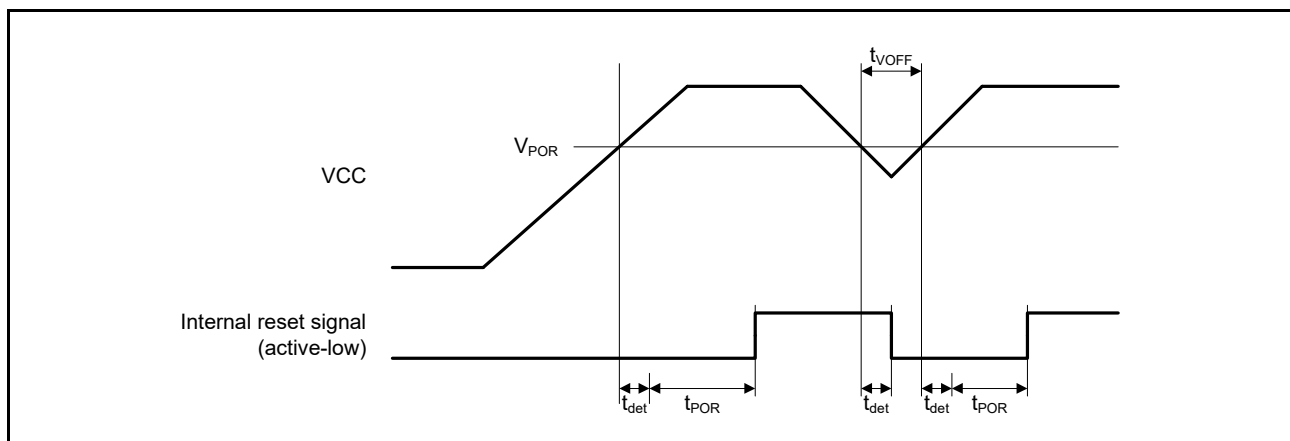 tVOFF
VPOR
VCC
Internal reset signal
(active-low)
tdet
tPOR
tdet
tdet
tPOR